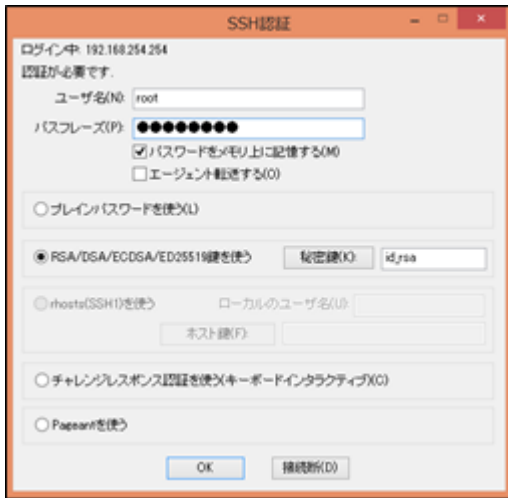 SSH認証
ログイン中: 192.168.254.254
認証が必要です.
ユーザ名(N): root
パスフレーズ(P): ●●●●●●●●
パスワードをメモリ上に記憶する(M)
エージェント転送する(O)
プレインパスワードを使う(L)
RSA/DSA/ECDSA/ED25519鍵を使う 秘密鍵(K): id_rsa
rhosts(SSH1)を使う ローカルのユーザ名(U):
ホスト鍵(F):
チャレンジレスポンス認証を使う(キーボードインタラクティブ)(C)
Pageantを使う
OK 接続断(D)